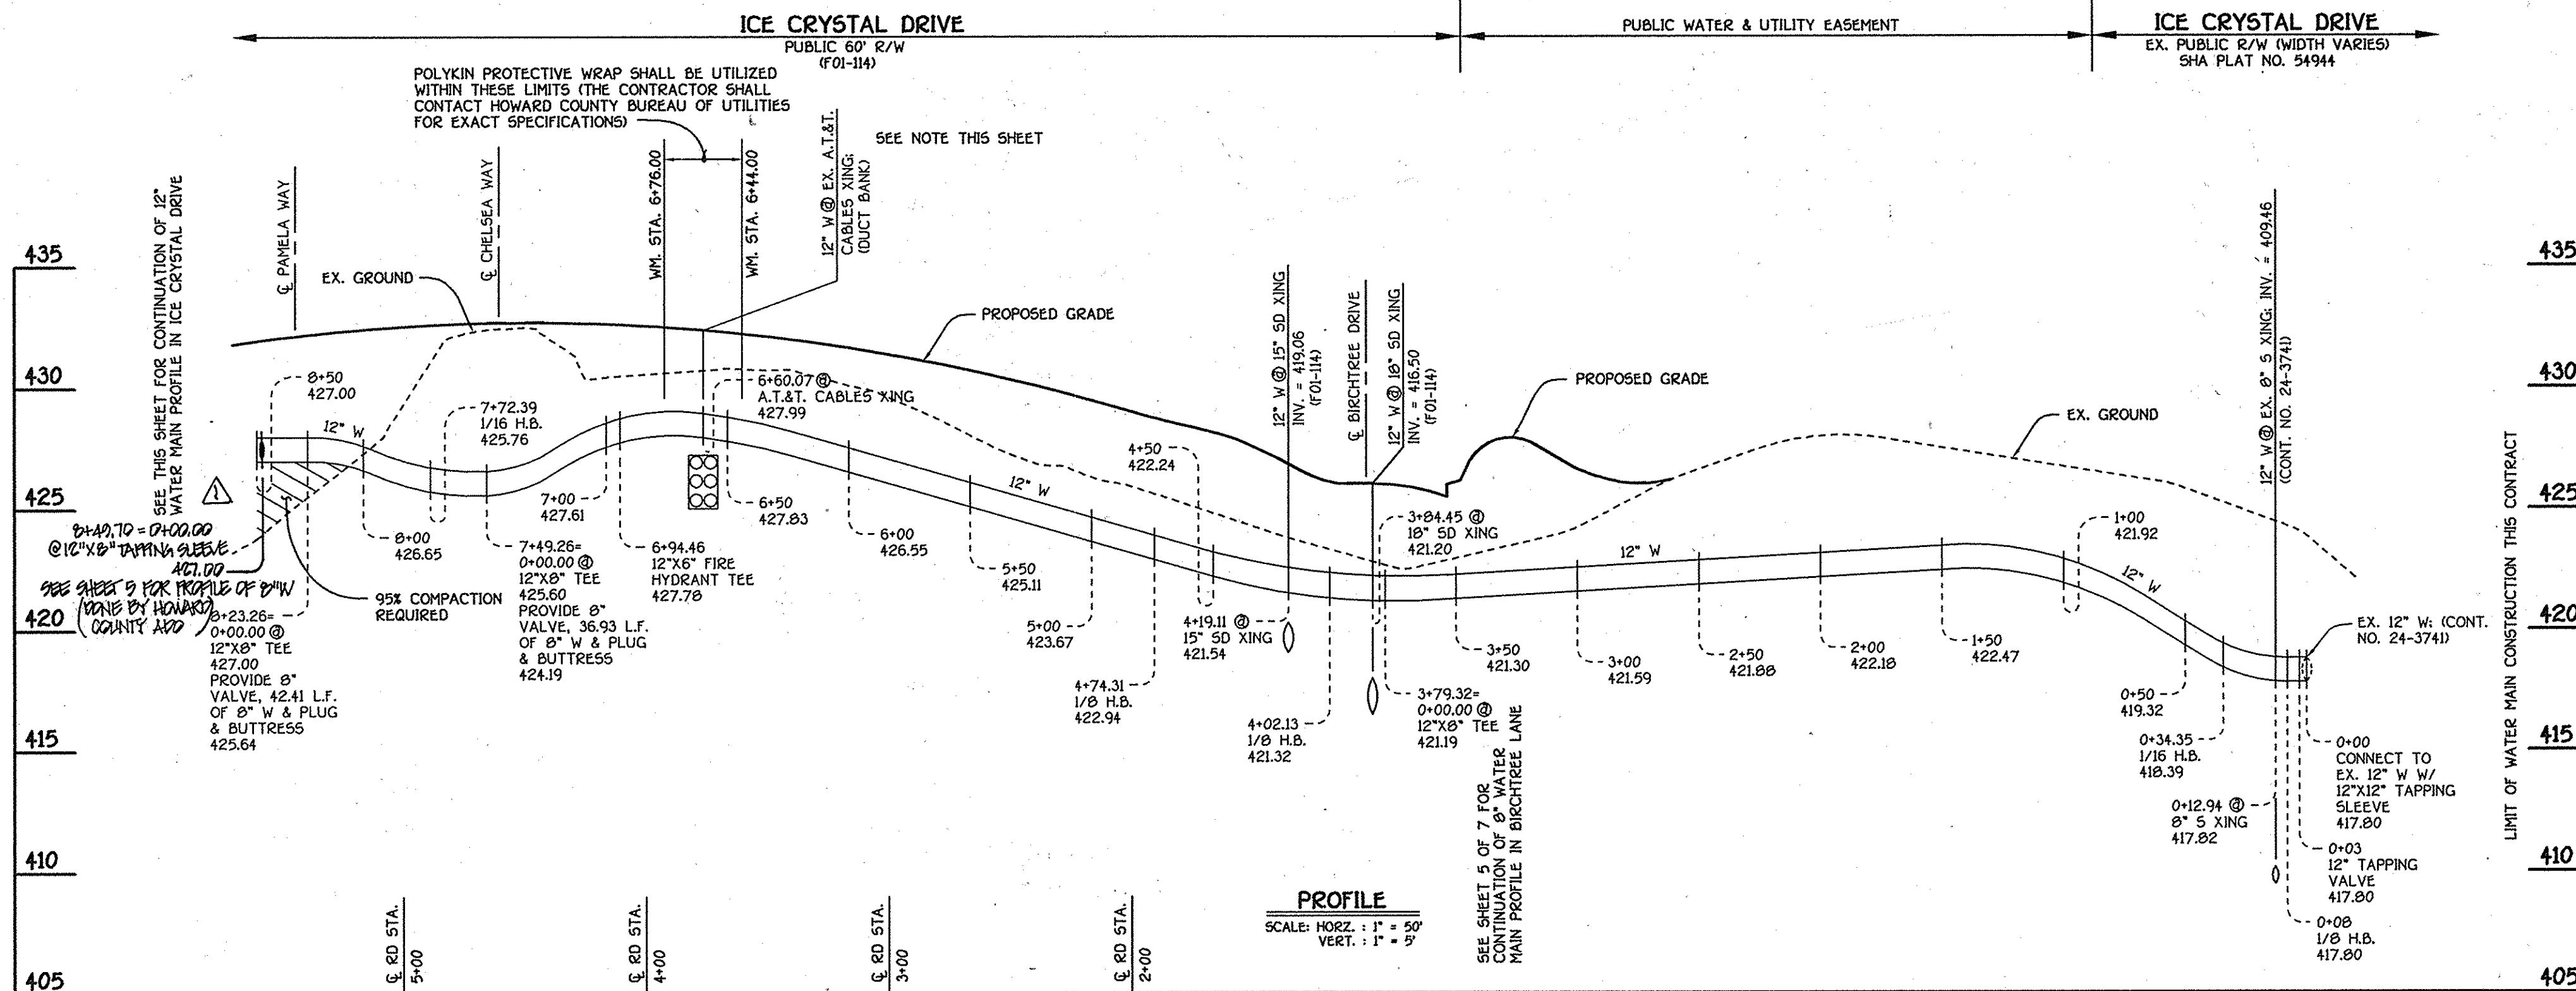 ICE CRYSTAL DRIVE
PUBLIC 60' R/W
(F01-114)
PUBLIC WATER & UTILITY EASEMENT
ICE CRYSTAL DRIVE
EX. PUBLIC R/W (WIDTH VARIES)
SHA PLAT NO. 54944
POLYKIN PROTECTIVE WRAP SHALL BE UTILIZED
WITHIN THESE LIMITS (THE CONTRACTOR SHALL
CONTACT HOWARD COUNTY BUREAU OF UTILITIES
FOR EXACT SPECIFICATIONS)
SEE NOTE THIS SHEET
SEE THIS SHEET FOR CONTINUATION OF 12"
WATER MAIN PROFILE IN ICE CRYSTAL DRIVE
℄ PAMELA WAY
℄ CHELSEA WAY
WM. STA. 6+76.00
WM. STA. 6+44.00
12" W @ EX. A.T.&T.
CABLES XING;
(DUCT BANK)
12" W @ 15" SD XING
INV. = 419.06
(F01-114)
℄ BIRCHTREE DRIVE
12" W @ 18" SD XING
INV. = 416.50
(F01-114)
12" W @ EX. 8" S XING; INV. = 409.46
(CONT. NO. 24-3741)
LIMIT OF WATER MAIN CONSTRUCTION THIS CONTRACT
435
430
425
420
415
410
405
435
430
425
420
415
410
405
EX. GROUND
PROPOSED GRADE
PROPOSED GRADE
EX. GROUND
12" W
12" W
12" W
12" W
8+50
427.00
7+72.39
1/16 H.B.
425.76
6+60.07 @
A.T.&T. CABLES XING
427.99
4+50
422.24
3+84.45 @
18" SD XING
421.20
1+00
421.92
8+49.70 = 0+00.00
@ 12"X8" TAPPING SLEEVE
427.00
SEE SHEET 5 FOR PROFILE OF 8"W
(DONE BY HOWARD
COUNTY ADO)
8+23.26=
0+00.00 @
12"X8" TEE
427.00
PROVIDE 8"
VALVE, 42.41 L.F.
OF 8" W & PLUG
& BUTTRESS
425.64
95% COMPACTION
REQUIRED
8+00
426.65
7+49.26=
0+00.00 @
12"X8" TEE
425.60
PROVIDE 8"
VALVE, 36.93 L.F.
OF 8" W & PLUG
& BUTTRESS
424.19
7+00
427.61
6+94.46
12"X6" FIRE
HYDRANT TEE
427.78
6+50
427.83
6+00
426.55
5+50
425.11
5+00
423.67
4+74.31
1/8 H.B.
422.94
4+19.11 @
15" SD XING
421.54
4+02.13
1/8 H.B.
421.32
3+79.32=
0+00.00 @
12"X8" TEE
421.19
3+50
421.30
3+00
421.59
2+50
421.88
2+00
422.18
1+50
422.47
0+50
419.32
0+34.35
1/16 H.B.
418.39
0+12.94 @
8" S XING
417.82
EX. 12" W; (CONT.
NO. 24-3741)
0+00
CONNECT TO
EX. 12" W W/
12"X12" TAPPING
SLEEVE
417.80
0+03
12" TAPPING
VALVE
417.80
0+08
1/8 H.B.
417.80
SEE SHEET 5 OF 7 FOR
CONTINUATION OF 8" WATER
MAIN PROFILE IN BIRCHTREE LANE
PROFILE
SCALE: HORZ. : 1" = 50'
VERT. : 1" = 5'
℄ RD STA.
5+00
℄ RD STA.
4+00
℄ RD STA.
3+00
℄ RD STA.
2+00